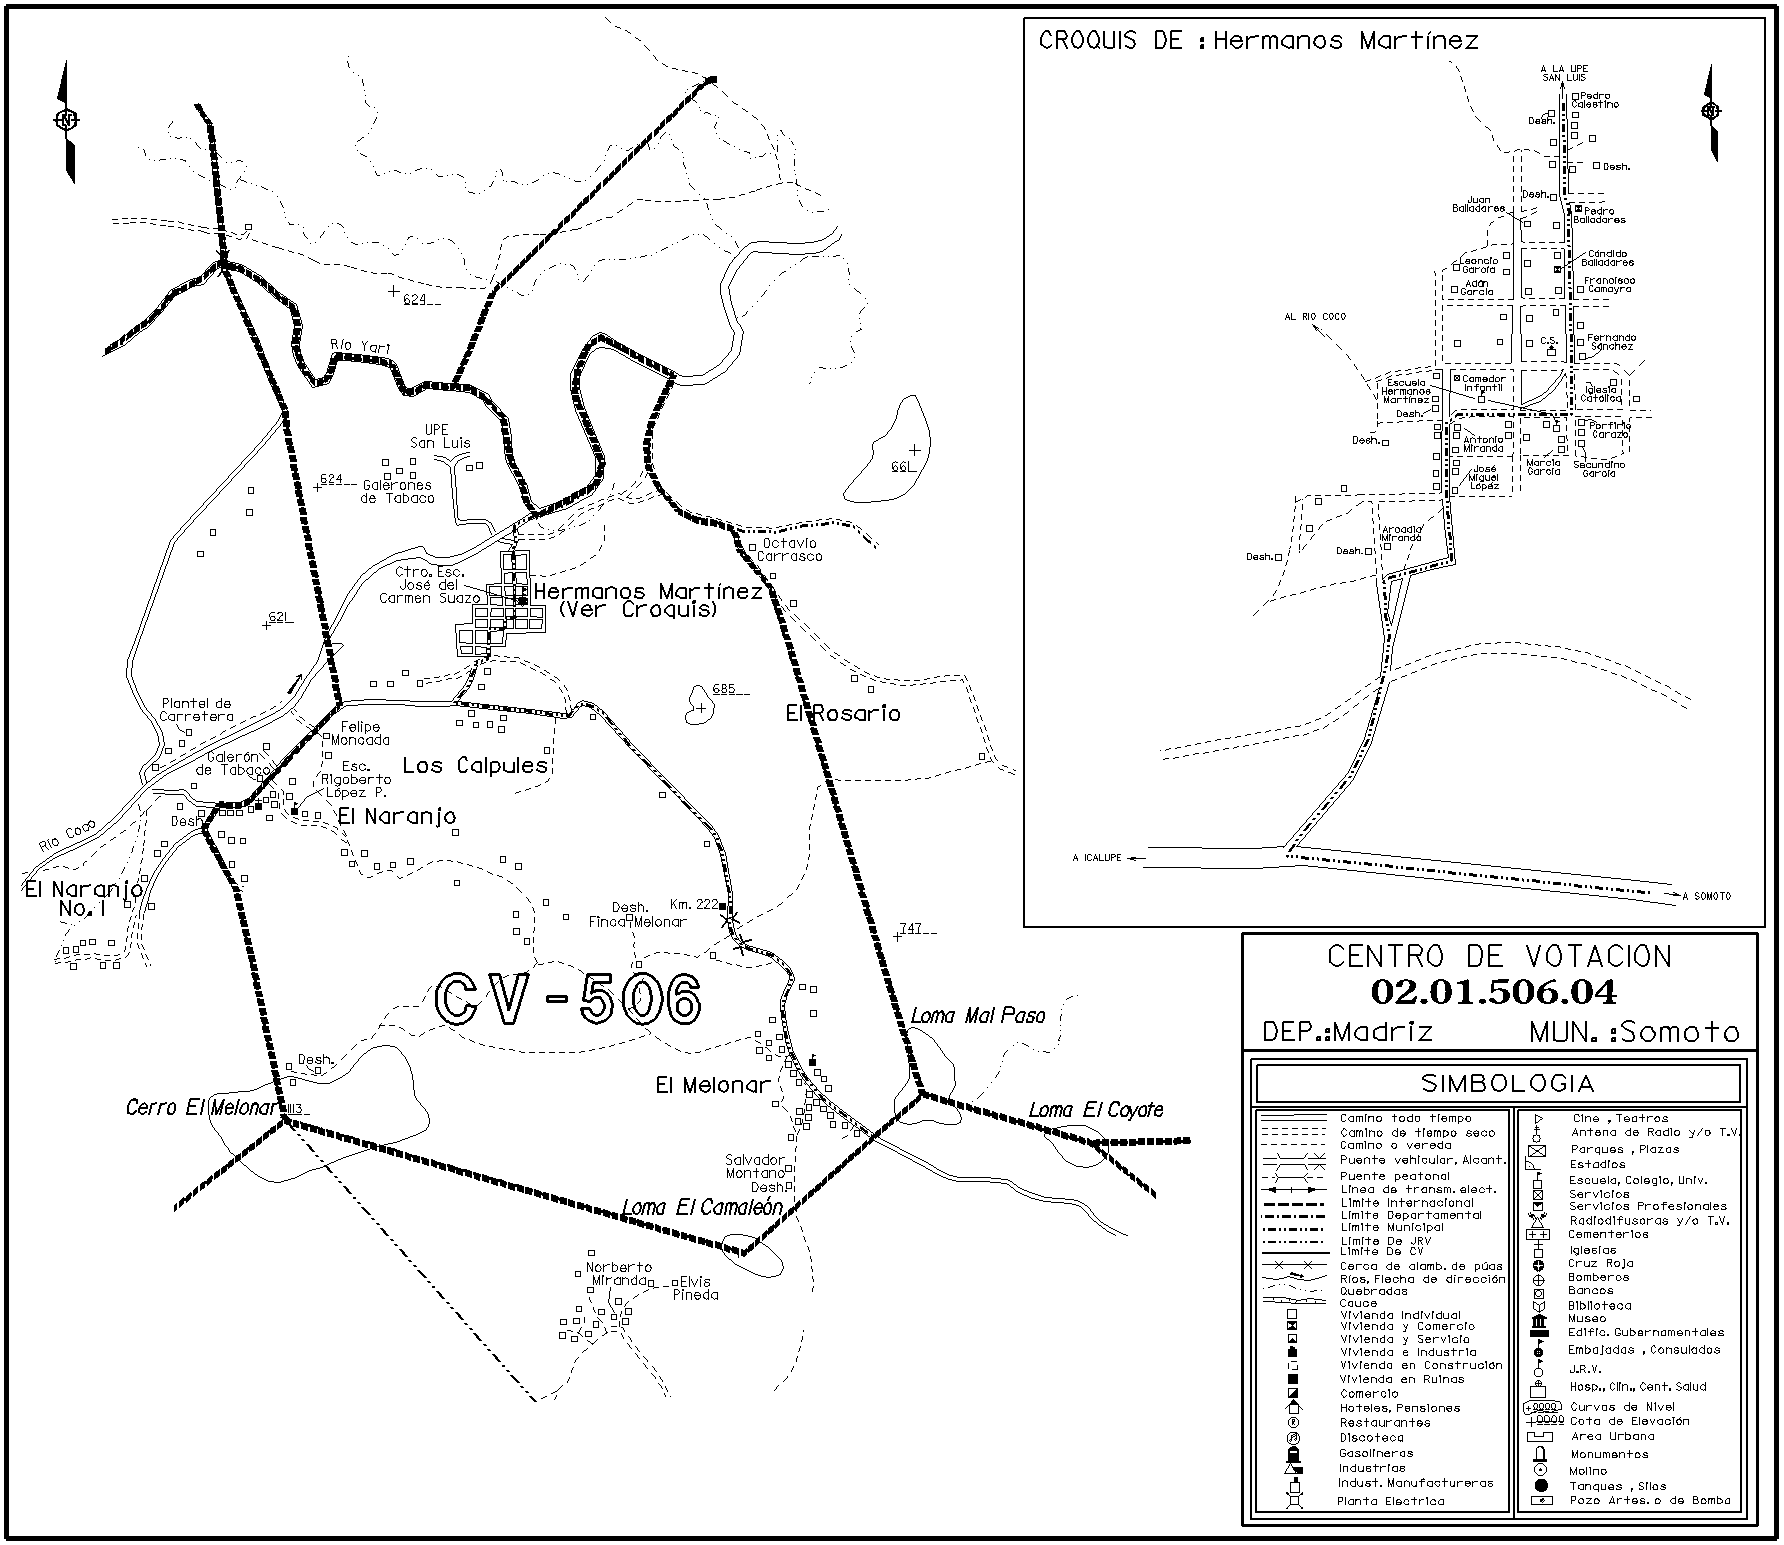 CROQUIS DE : Hermanos Martínez
N
N
A LA UPE
SAN LUIS
Pedro
Calestino
Desh.
Desh.
Desh.
Juan
Balladares
Pedro
Balladares
Leoncio
García
Cándido
Balladares
Adán
García
Francisco
Camayra
AL RIO COCO
C.S.
Fernando
Sánchez
Escuela
Hermanos
Martínez
Comedor
Infantil
Iglesia
Católica
Desh.
Desh.
Antonio
Miranda
Porfirio
Carazo
Marcia
García
Secundino
García
José
Miguel
López
Arcadia
Miranda
Desh.
Desh.
A ICALUPE
A SOMOTO
624
Río Yarí
UPE
San Luis
624
Galerones
de Tabaco
661
Octavio
Carrasco
Ctro. Esc.
José del
Carmen Suazo
Hermanos Martínez
(Ver Croquis)
621
685
El Rosario
Plantel de
Carretera
Felipe
Moncada
Galerón
de Tabaco
Esc.
Rigoberto
López P.
Los Calpules
El Naranjo
Desh.
Río Coco
El Naranjo
No. 1
Desh.
Finca Melonar
Km. 222
747
CV-506
Loma Mal Paso
Desh.
El Melonar
Cerro El Melonar
1113
Loma El Coyote
Salvador
Montano
Desh.
Loma El Camaleón
Norberto
Miranda
Elvis
Pineda
CENTRO DE VOTACION
02.01.506.04
DEP.:Madriz MUN. :Somoto
SIMBOLOGIA
Camino todo tiempo
Camino de tiempo seco
Camino o vereda
Puente vehicular, Alcant.
Puente peatonal
Línea de transm. elect.
Límite Internacional
Límite Departamental
Límite Municipal
Límite De JRV
Límite De CV
Cerca de alamb. de púas
Ríos, Flecha de dirección
Quebradas
Cauce
Vivienda Individual
Vivienda y Comercio
Vivienda y Servicio
Vivienda e Industria
Vivienda en Construción
Vivienda en Ruinas
Comercio
Hoteles, Pensiones
R Restaurantes
Discoteca
Gasolineras
Industrias
Indust. Manufactureras
Planta Electrica
Cine , Teatros
Antena de Radio y/o T.V.
Parques , Plazas
Estadios
Escuela, Colegio, Univ.
Servicios
Servicios Profesionales
Radiodifusoras y/o T.V.
Cementerios
Iglesias
Cruz Roja
Bomberos
Bancos
Biblioteca
Museo
Edific. Gubernamentales
Embajadas , Consulados
J.R.V.
Hosp., Clin., Cent. Salud
Curvas de Nivel
Cota de Elevación
Area Urbana
Monumentos
Molino
Tanques , Silos
Pozo Artes. o de Bomba